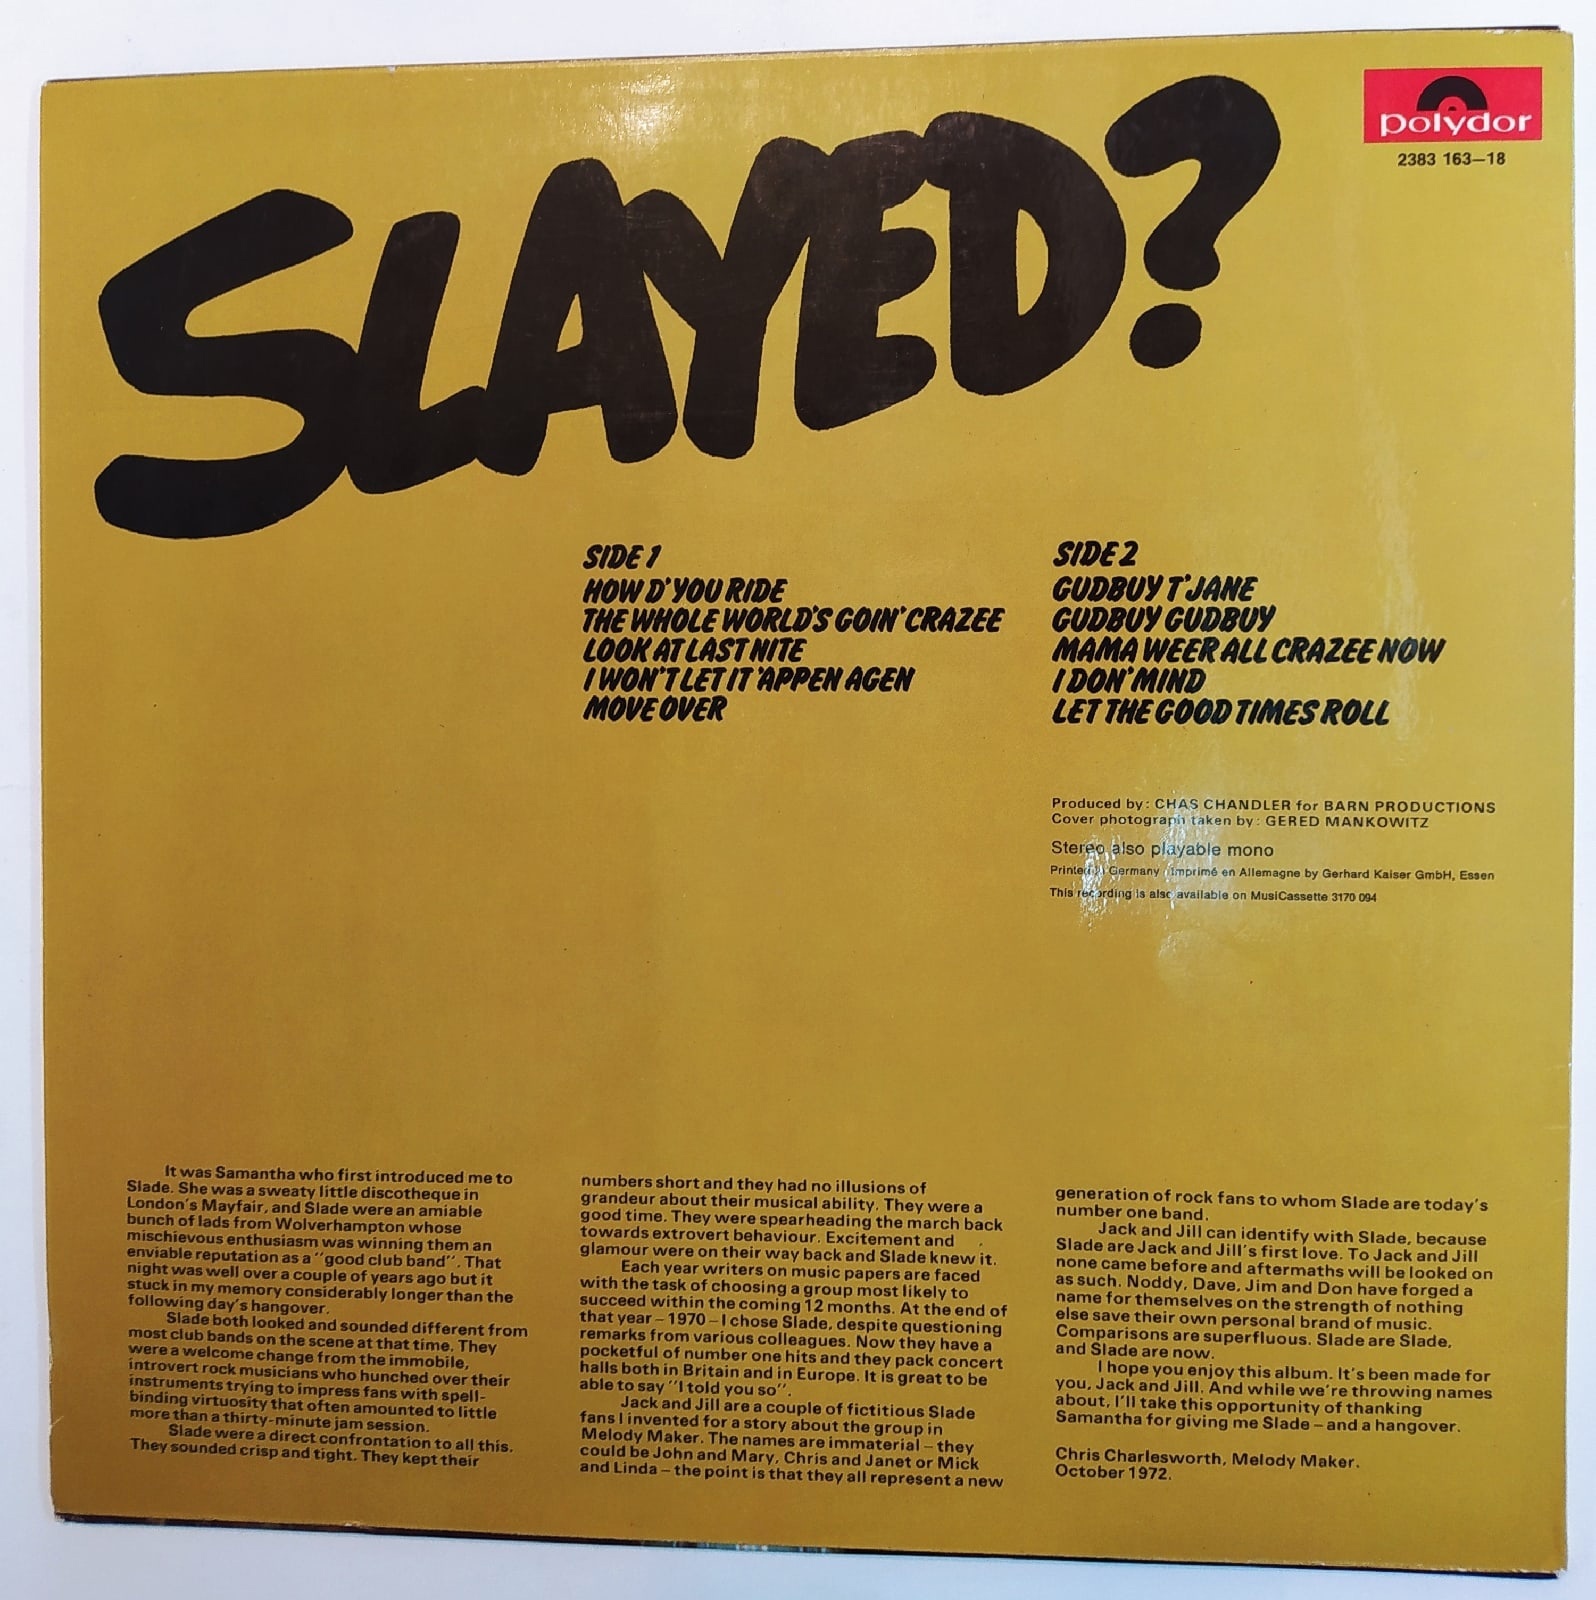 polydor
2383 163–18
SLAYED?
SIDE 1
HOW D'YOU RIDE
THE WHOLE WORLD'S GOIN' CRAZEE
LOOK AT LAST NITE
I WON'T LET IT 'APPEN AGEN
MOVE OVER
SIDE 2
GUDBUY T'JANE
GUDBUY GUDBUY
MAMA WEER ALL CRAZEE NOW
I DON' MIND
LET THE GOOD TIMES ROLL
Produced by: CHAS CHANDLER for BARN PRODUCTIONS
Cover photograph taken by: GERED MANKOWITZ
Stereo also playable mono
Printed in Germany / Imprimé en Allemagne by Gerhard Kaiser GmbH, Essen
This recording is also available on MusiCassette 3170 094
It was Samantha who first introduced me to
Slade. She was a sweaty little discotheque in
London's Mayfair, and Slade were an amiable
bunch of lads from Wolverhampton whose
mischievous enthusiasm was winning them an
enviable reputation as a "good club band". That
night was well over a couple of years ago but it
stuck in my memory considerably longer than the
following day's hangover.
Slade both looked and sounded different from
most club bands on the scene at that time. They
were a welcome change from the immobile,
introvert rock musicians who hunched over their
instruments trying to impress fans with spell-
binding virtuosity that often amounted to little
more than a thirty-minute jam session.
Slade were a direct confrontation to all this.
They sounded crisp and tight. They kept their
numbers short and they had no illusions of
grandeur about their musical ability. They were a
good time. They were spearheading the march back
towards extrovert behaviour. Excitement and
glamour were on their way back and Slade knew it.
Each year writers on music papers are faced
with the task of choosing a group most likely to
succeed within the coming 12 months. At the end of
that year – 1970 – I chose Slade, despite questioning
remarks from various colleagues. Now they have a
pocketful of number one hits and they pack concert
halls both in Britain and in Europe. It is great to be
able to say "I told you so".
Jack and Jill are a couple of fictitious Slade
fans I invented for a story about the group in
Melody Maker. The names are immaterial – they
could be John and Mary, Chris and Janet or Mick
and Linda – the point is that they all represent a new
generation of rock fans to whom Slade are today's
number one band.
Jack and Jill can identify with Slade, because
Slade are Jack and Jill's first love. To Jack and Jill
none came before and aftermaths will be looked on
as such. Noddy, Dave, Jim and Don have forged a
name for themselves on the strength of nothing
else save their own personal brand of music.
Comparisons are superfluous. Slade are Slade,
and Slade are now.
I hope you enjoy this album. It's been made for
you, Jack and Jill. And while we're throwing names
about, I'll take this opportunity of thanking
Samantha for giving me Slade – and a hangover.
Chris Charlesworth, Melody Maker.
October 1972.